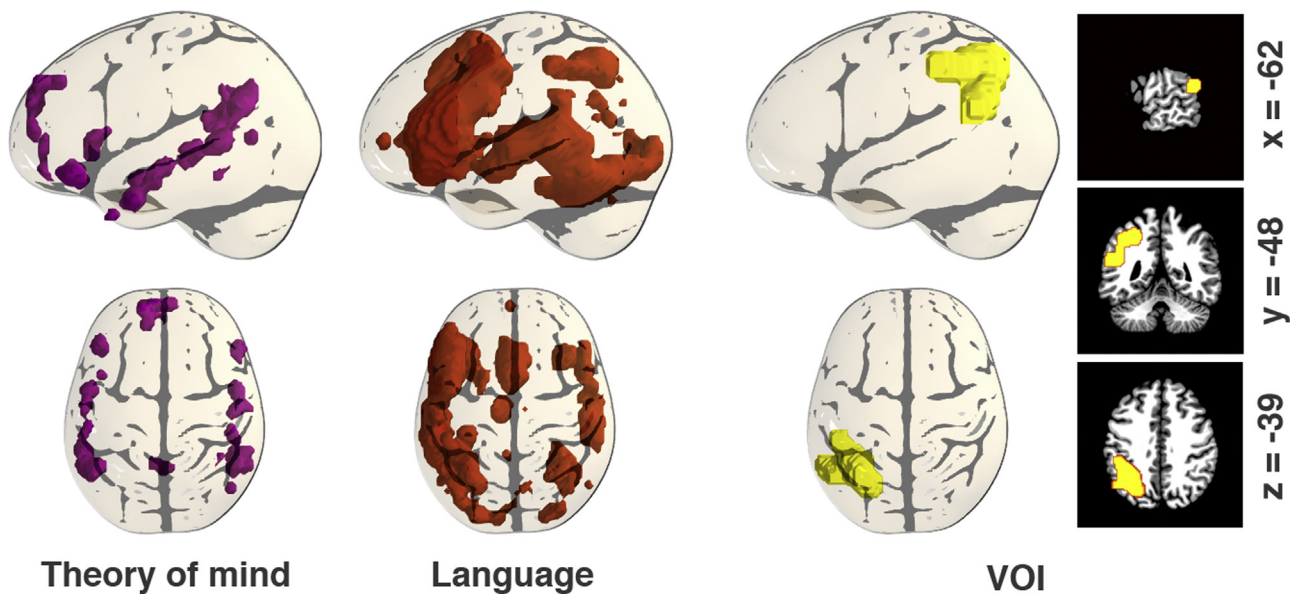 x = -62
y = -48
z = -39
Theory of mind
Language
VOI